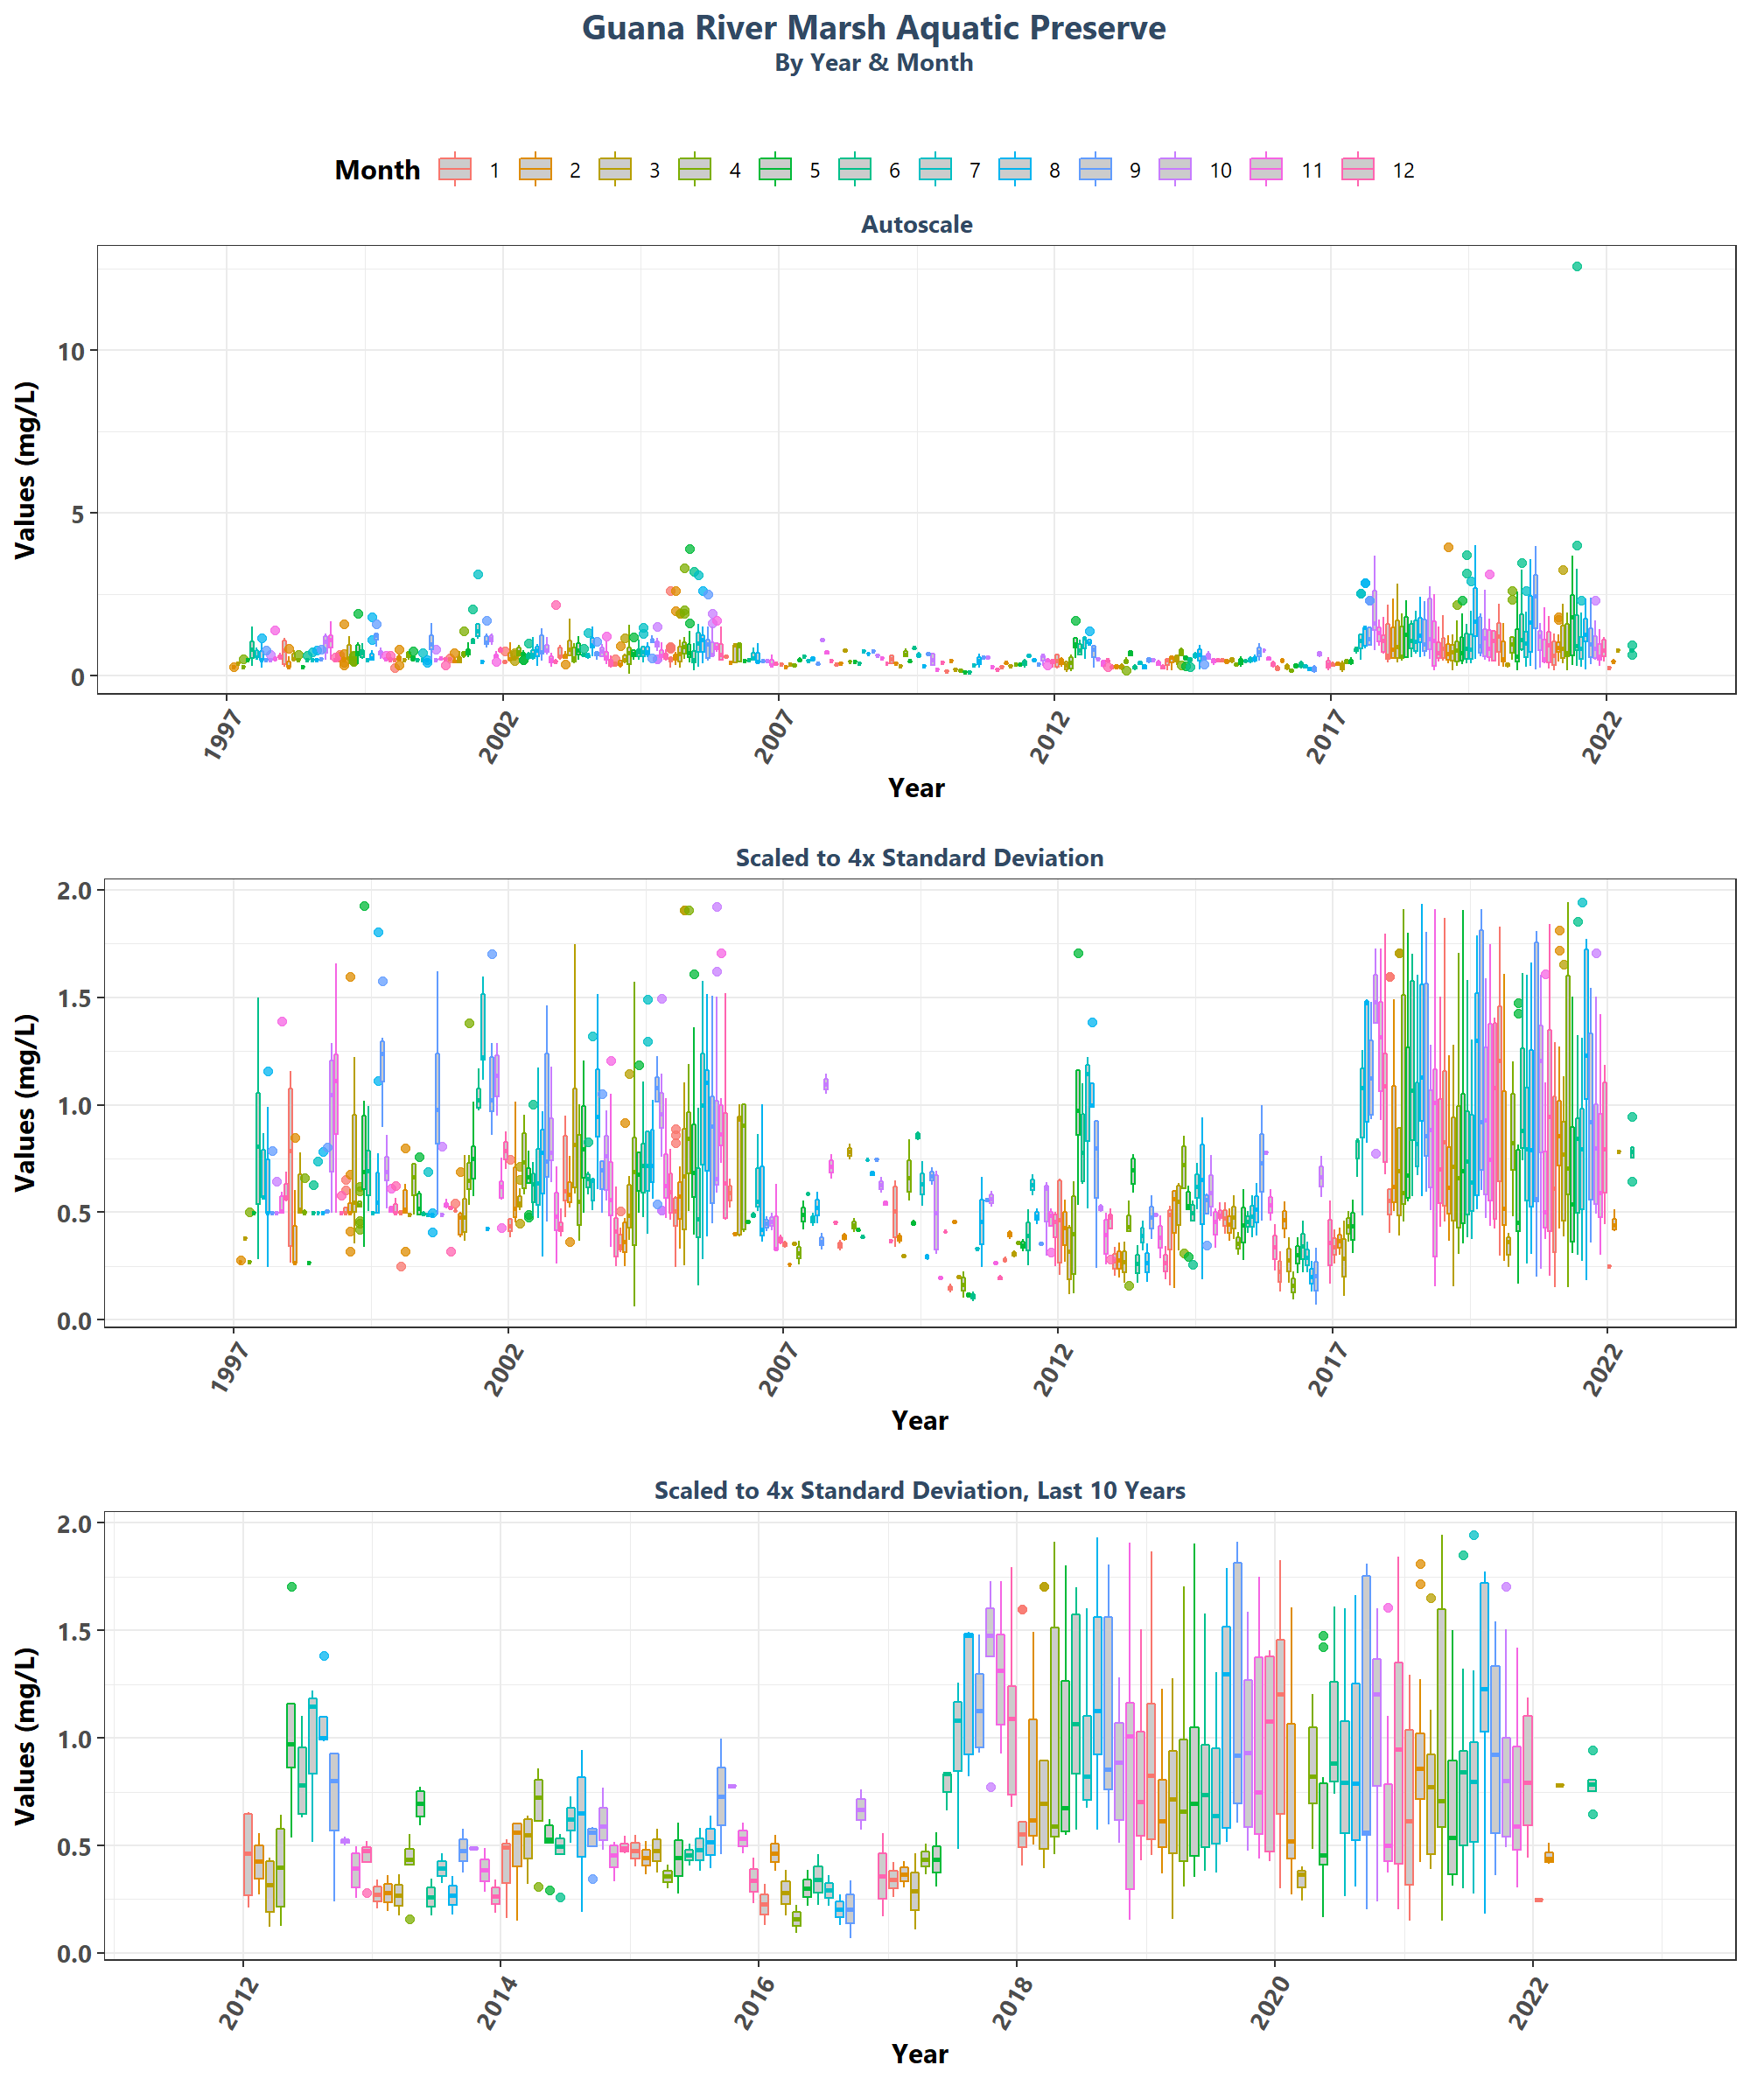 Guana River Marsh Aquatic Preserve
By Year & Month
Month 1 2 3 4 5 6 7 8 9 10 11 12
Autoscale
Values (mg/L)
10
5
0
1997 2002 2007 2012 2017 2022
Year
Scaled to 4x Standard Deviation
Values (mg/L)
2.0
1.5
1.0
0.5
0.0
1997 2002 2007 2012 2017 2022
Year
Scaled to 4x Standard Deviation, Last 10 Years
Values (mg/L)
2.0
1.5
1.0
0.5
0.0
2012 2014 2016 2018 2020 2022
Year